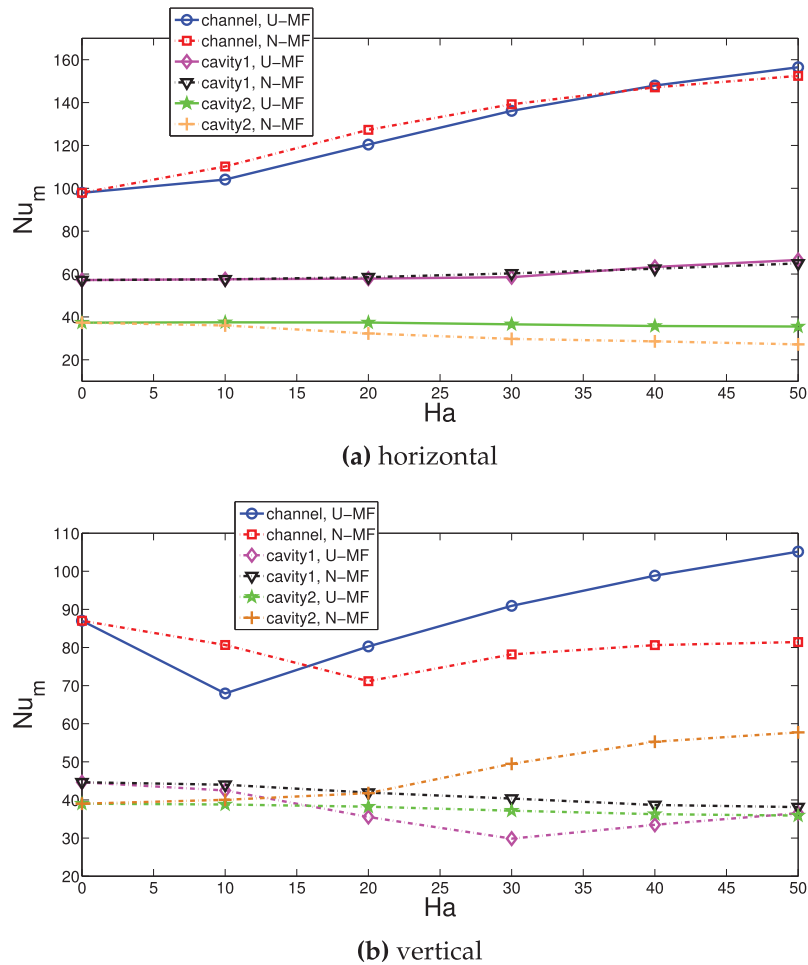 channel, U-MF
channel, N-MF
cavity1, U-MF
cavity1, N-MF
cavity2, U-MF
cavity2, N-MF
160
140
120
100
80
60
40
20
Nu_m
0 5 10 15 20 25 30 35 40 45 50
Ha
(a) horizontal
channel, U-MF
channel, N-MF
cavity1, U-MF
cavity1, N-MF
cavity2, U-MF
cavity2, N-MF
110
100
90
80
70
60
50
40
30
20
Nu_m
0 5 10 15 20 25 30 35 40 45 50
Ha
(b) vertical